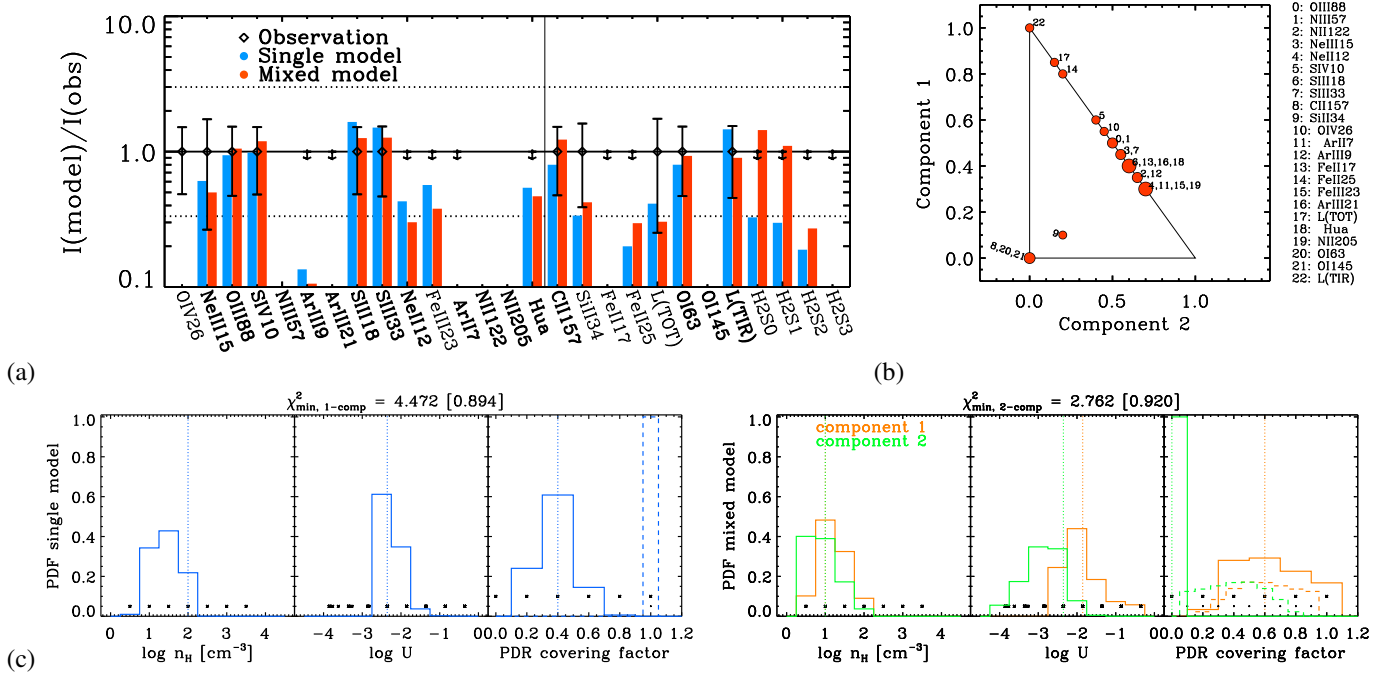 10.0
1.0
0.1
I(model)/I(obs)
Observation
Single model
Mixed model
OIV26
NeIII15
OIII88
SIV10
NIII57
ArIII9
ArIII21
SIII18
SIII33
NeII12
FeIII23
ArII7
NII122
NII205
Hua
CII157
SiII34
FeII17
FeII25
L(TOT)
OI63
OI145
L(TIR)
H2S0
H2S1
H2S2
H2S3
(a)
1.0
0.8
0.6
0.4
0.2
0.0
Component 1
22
17
14
5
10
0,1
3,7
6,13,16,18
2,12
4,11,15,19
9
8,20,21
0.0 0.5 1.0
Component 2
0: OIII88
1: NIII57
2: NII122
3: NeIII15
4: NeII12
5: SIV10
6: SIII18
7: SIII33
8: CII157
9: SiII34
10: OIV26
11: ArII7
12: ArIII9
13: FeII17
14: FeII25
15: FeIII23
16: ArIII21
17: L(TOT)
18: Hua
19: NII205
20: OI63
21: OI145
22: L(TIR)
(b)
χ²min, 1-comp = 4.472 [0.894]
1.0
0.8
0.6
0.4
0.2
0.0
PDF single model
0 1 2 3 4
−4 −3 −2 −1
0.0 0.2 0.4 0.6 0.8 1.0 1.2
log nH [cm−3]
log U
PDR covering factor
χ²min, 2-comp = 2.762 [0.920]
component 1
component 2
1.0
0.8
0.6
0.4
0.2
0.0
PDF mixed model
0 1 2 3 4
−4 −3 −2 −1
0.0 0.2 0.4 0.6 0.8 1.0 1.2
log nH [cm−3]
log U
PDR covering factor
(c)